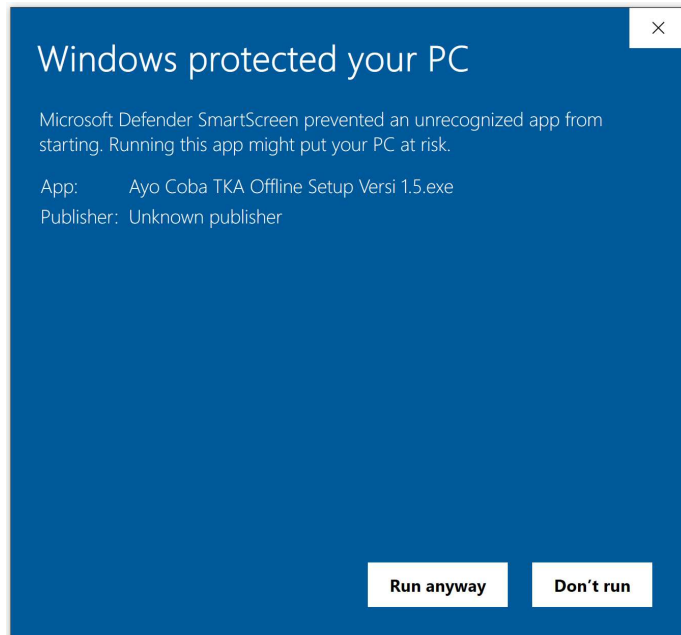 Windows protected your PC
Microsoft Defender SmartScreen prevented an unrecognized app from
starting. Running this app might put your PC at risk.
App: Ayo Coba TKA Offline Setup Versi 1.5.exe
Publisher: Unknown publisher
Run anyway Don’t run